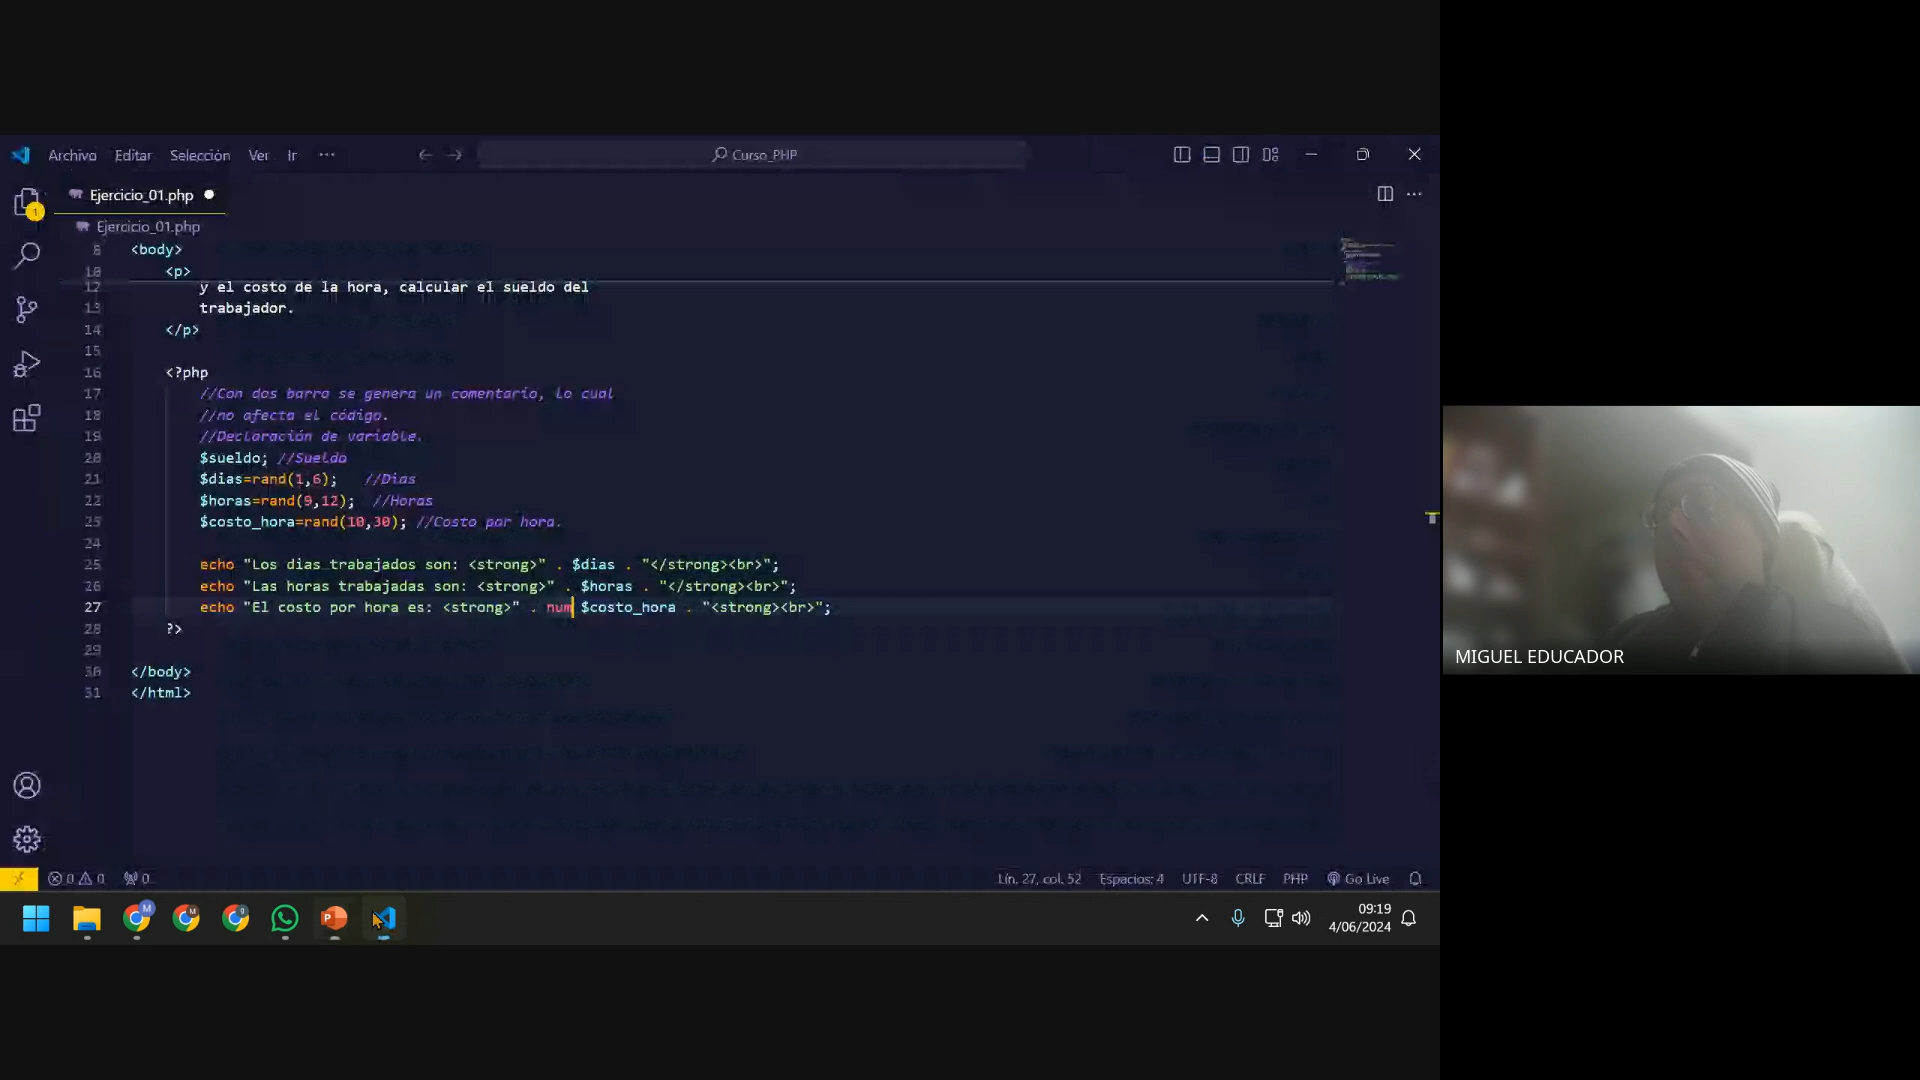 Archivo Editar Selección Ver Ir ··· Curso_PHP
Ejercicio_01.php
1
Ejercicio_01.php
8 <body>
10 <p>
12 y el costo de la hora, calcular el sueldo del
13 trabajador.
14 </p>
15
16 <?php
17 //Con dos barra se genera un comentario, lo cual
18 //no afecta el código.
19 //Declaración de variable.
20 $sueldo; //Sueldo
21 $dias=rand(1,6); //Dias
22 $horas=rand(9,12); //Horas
23 $costo_hora=rand(10,30); //Costo por hora.
24
25 echo "Los dias trabajados son: <strong>" . $dias . "</strong><br>";
26 echo "Las horas trabajadas son: <strong>" . $horas . "</strong><br>";
27 echo "El costo por hora es: <strong>" . num $costo_hora . "<strong><br>";
28 ?>
29
30 </body>
31 </html>
MIGUEL EDUCADOR
0 0 0 Lín. 27, col. 52 Espacios: 4 UTF-8 CRLF PHP Go Live
09:19
4/06/2024